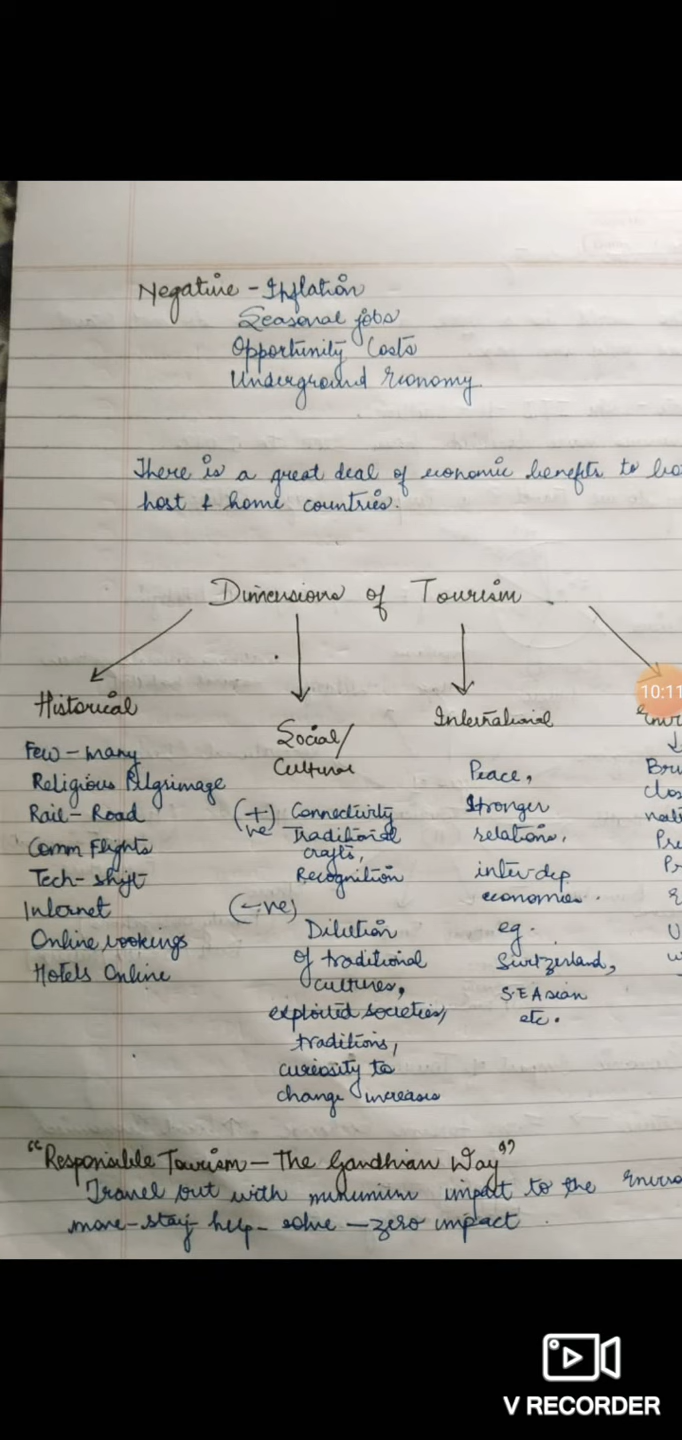 Negative - Inflation
Seasonal jobs
Opportunity Costs
Underground Economy.
There is a great deal of economic benefits to
host & home countries.
Dimensions of Tourism
Historical
Few - many
Religious Pilgrimage
Rail - Road
Comm Flights
Tech - shift
Internet
Online bookings
Hotels Online
Social/
Cultural
(+)ve Connectivity
Traditional
crafts,
Recognition
(-ve)
Dilution
of traditional
cultures,
exploited societies,
traditions,
curiosity to
change increases
International
Peace,
Stronger
relations,
inter-dep
economies.
eg.
Switzerland,
S.E Asian
etc.
10:11
"Responsible Tourism - The Gandhian Way"
Travel out with minimum impact to the
move - stay - help - solve - zero impact.
V RECORDER